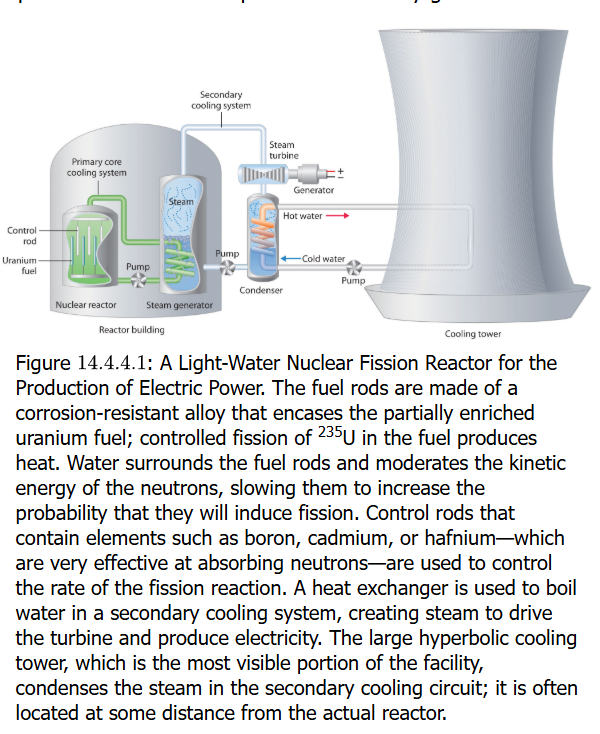 Secondary
cooling system
Steam
turbine
Primary core
cooling system
Generator
Steam
Hot water
Control
rod
Pump
Cold water
Uranium
fuel
Pump
Pump
Condenser
Nuclear reactor
Steam generator
Reactor building
Cooling tower
Figure 14.4.4.1: A Light-Water Nuclear Fission Reactor for the
Production of Electric Power. The fuel rods are made of a
corrosion-resistant alloy that encases the partially enriched
uranium fuel; controlled fission of ²³⁵U in the fuel produces
heat. Water surrounds the fuel rods and moderates the kinetic
energy of the neutrons, slowing them to increase the
probability that they will induce fission. Control rods that
contain elements such as boron, cadmium, or hafnium—which
are very effective at absorbing neutrons—are used to control
the rate of the fission reaction. A heat exchanger is used to boil
water in a secondary cooling system, creating steam to drive
the turbine and produce electricity. The large hyperbolic cooling
tower, which is the most visible portion of the facility,
condenses the steam in the secondary cooling circuit; it is often
located at some distance from the actual reactor.